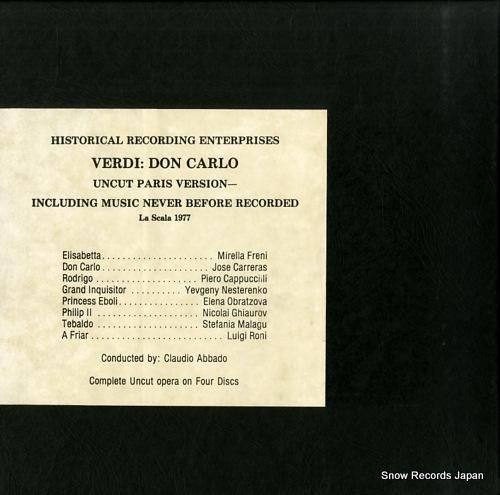 HISTORICAL RECORDING ENTERPRISES
VERDI: DON CARLO
UNCUT PARIS VERSION—
INCLUDING MUSIC NEVER BEFORE RECORDED
La Scala 1977
Elisabetta . . . . . . . . . . . . . . . . . . . . . Mirella Freni
Don Carlo . . . . . . . . . . . . . . . . . . . . . Jose Carreras
Rodrigo . . . . . . . . . . . . . . . . . . . . Piero Cappuccilli
Grand Inquisitor . . . . . . . . . . Yevgeny Nesterenko
Princess Eboli . . . . . . . . . . . . . . . . Elena Obratzova
Philip II . . . . . . . . . . . . . . . . . . . . Nicolai Ghiaurov
Tebaldo . . . . . . . . . . . . . . . . . . . . Stefania Malagu
A Friar . . . . . . . . . . . . . . . . . . . . . . . . . Luigi Roni
Conducted by: Claudio Abbado
Complete Uncut opera on Four Discs
Snow Records Japan